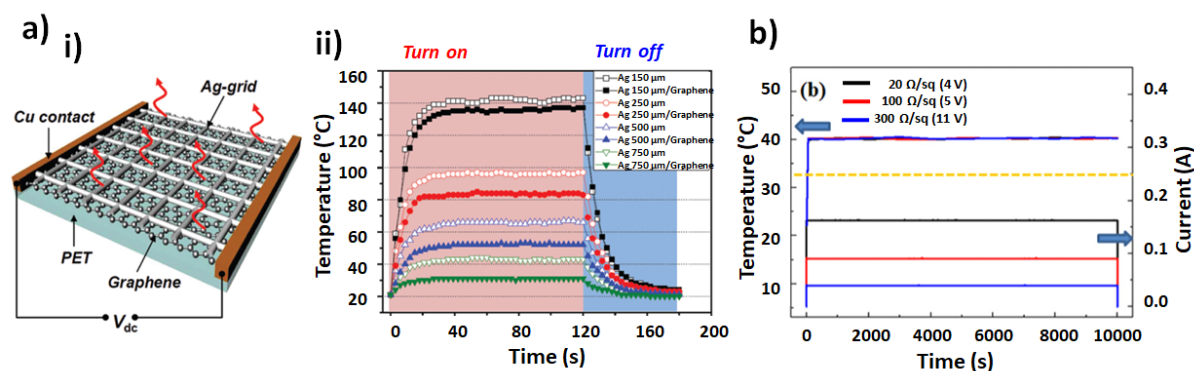 a)
i)
Ag-grid
Cu contact
PET
Graphene
Vdc
ii)
Turn on
Turn off
160
140
120
100
80
60
40
20
Temperature (°C)
Ag 150 µm
Ag 150 µm/Graphene
Ag 250 µm
Ag 250 µm/Graphene
Ag 500 µm
Ag 500 µm/Graphene
Ag 750 µm
Ag 750 µm/Graphene
0 40 80 120 160 200
Time (s)
b)
(b)
20 Ω/sq (4 V)
100 Ω/sq (5 V)
300 Ω/sq (11 V)
50
40
30
20
10
Temperature (°C)
0.4
0.3
0.2
0.1
0.0
Current (A)
0 2000 4000 6000 8000 10000
Time (s)